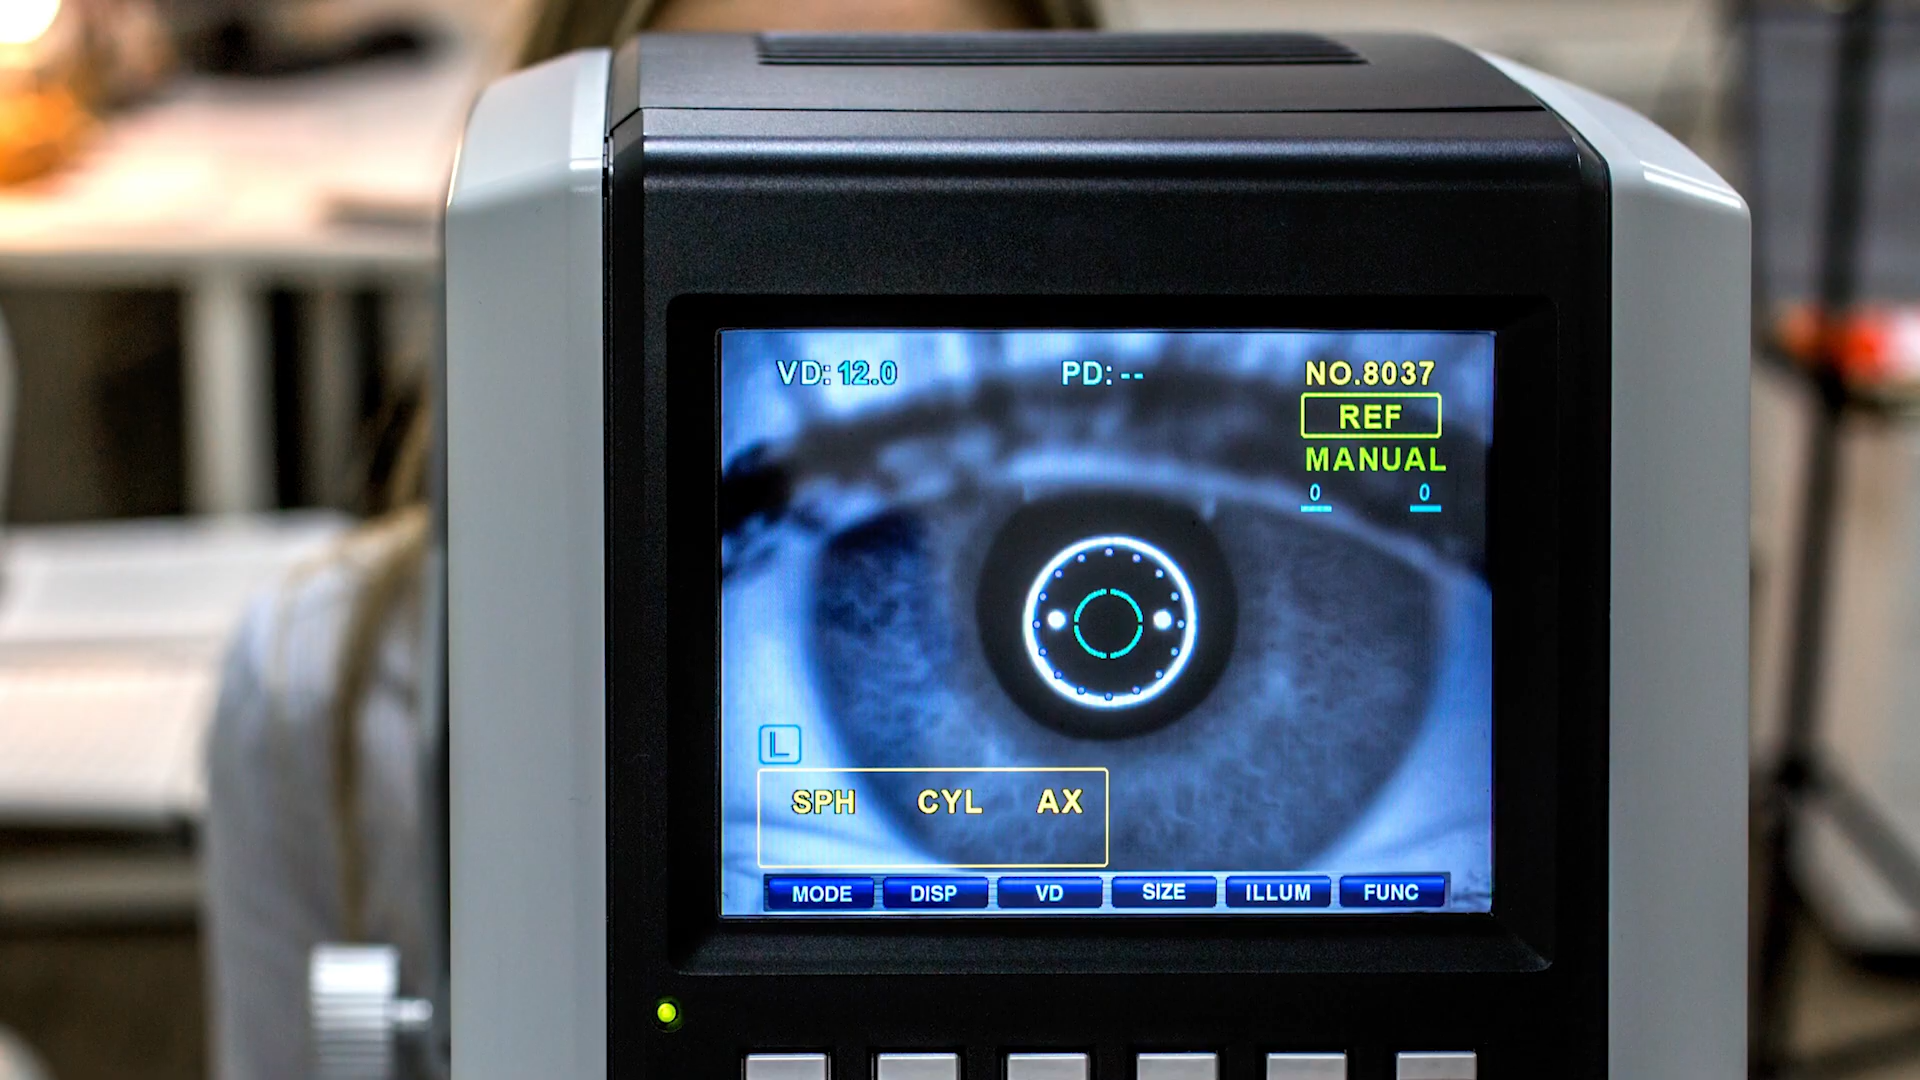 VD: 12.0 PD: -- NO.8037
REF
MANUAL
0 0
L
SPH CYL AX
MODE DISP VD SIZE ILLUM FUNC